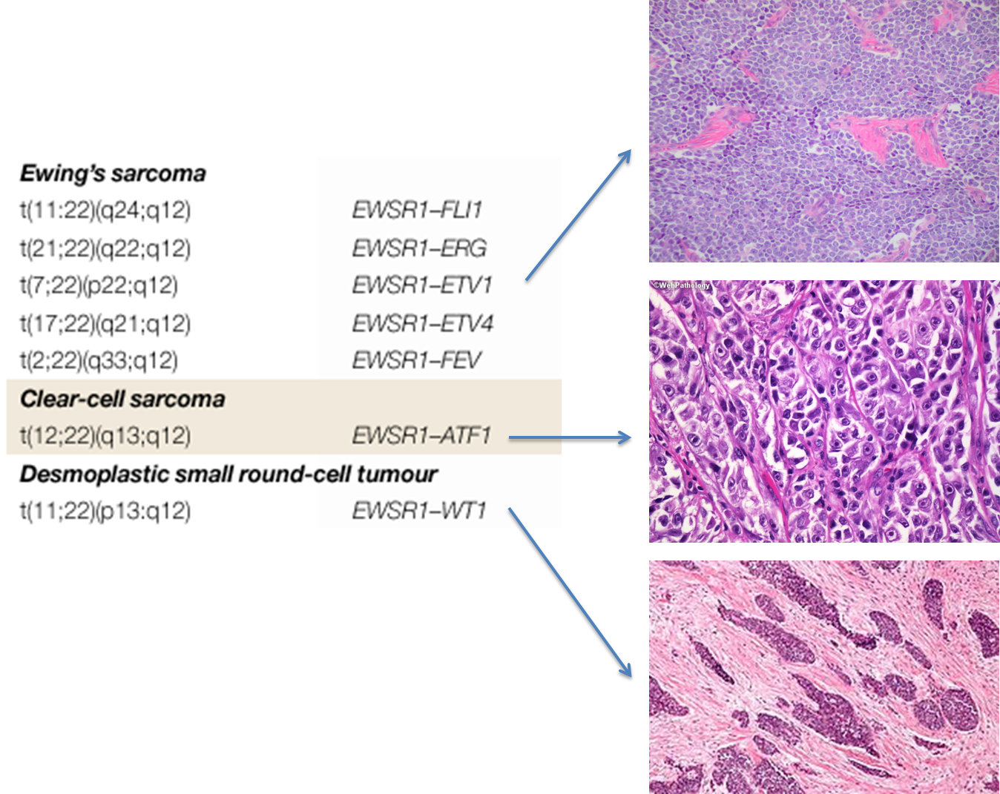 Ewing's sarcoma
t(11:22)(q24;q12) EWSR1–FLI1
t(21;22)(q22;q12) EWSR1–ERG
t(7;22)(p22;q12) EWSR1–ETV1
t(17;22)(q21;q12) EWSR1–ETV4
t(2;22)(q33;q12) EWSR1–FEV
Clear-cell sarcoma
t(12;22)(q13;q12) EWSR1–ATF1
Desmoplastic small round-cell tumour
t(11;22)(p13:q12) EWSR1–WT1
©WebPathology